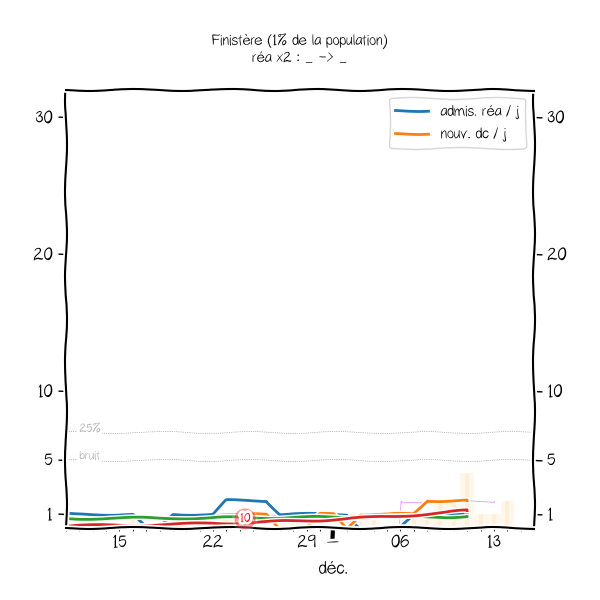 Finistère (1% de la population)
réa x2 : _ -> _
admis. réa / j
nouv. dc / j
30
30
20
20
10
10
25%
5
bruit
5
1
1
10
15
22
29
06
13
déc.